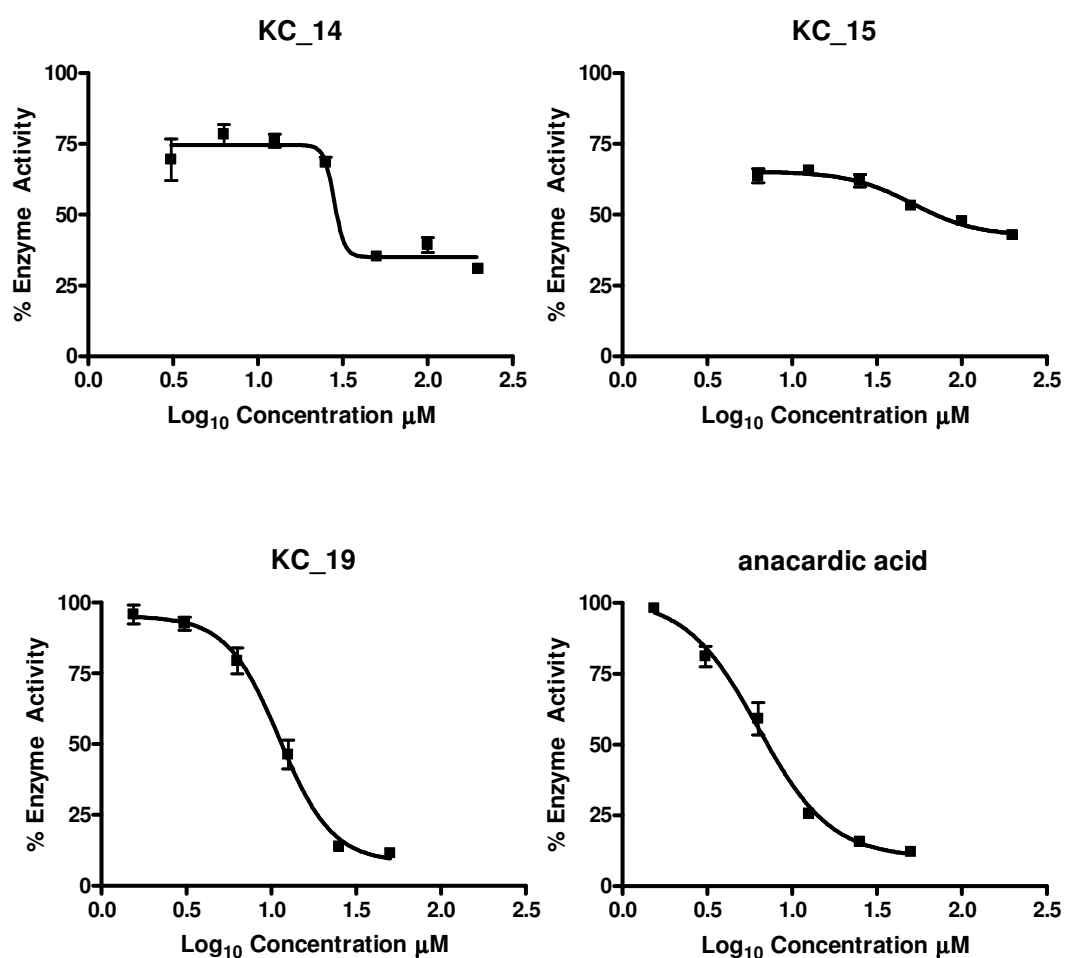 KC_14
100
75
50
25
0
% Enzyme Activity
0.0 0.5 1.0 1.5 2.0 2.5
Log10 Concentration μM
KC_15
100
75
50
25
0
% Enzyme Activity
0.0 0.5 1.0 1.5 2.0 2.5
Log10 Concentration μM
KC_19
100
75
50
25
0
% Enzyme Activity
0.0 0.5 1.0 1.5 2.0 2.5
Log10 Concentration μM
anacardic acid
100
75
50
25
0
% Enzyme Activity
0.0 0.5 1.0 1.5 2.0 2.5
Log10 Concentration μM